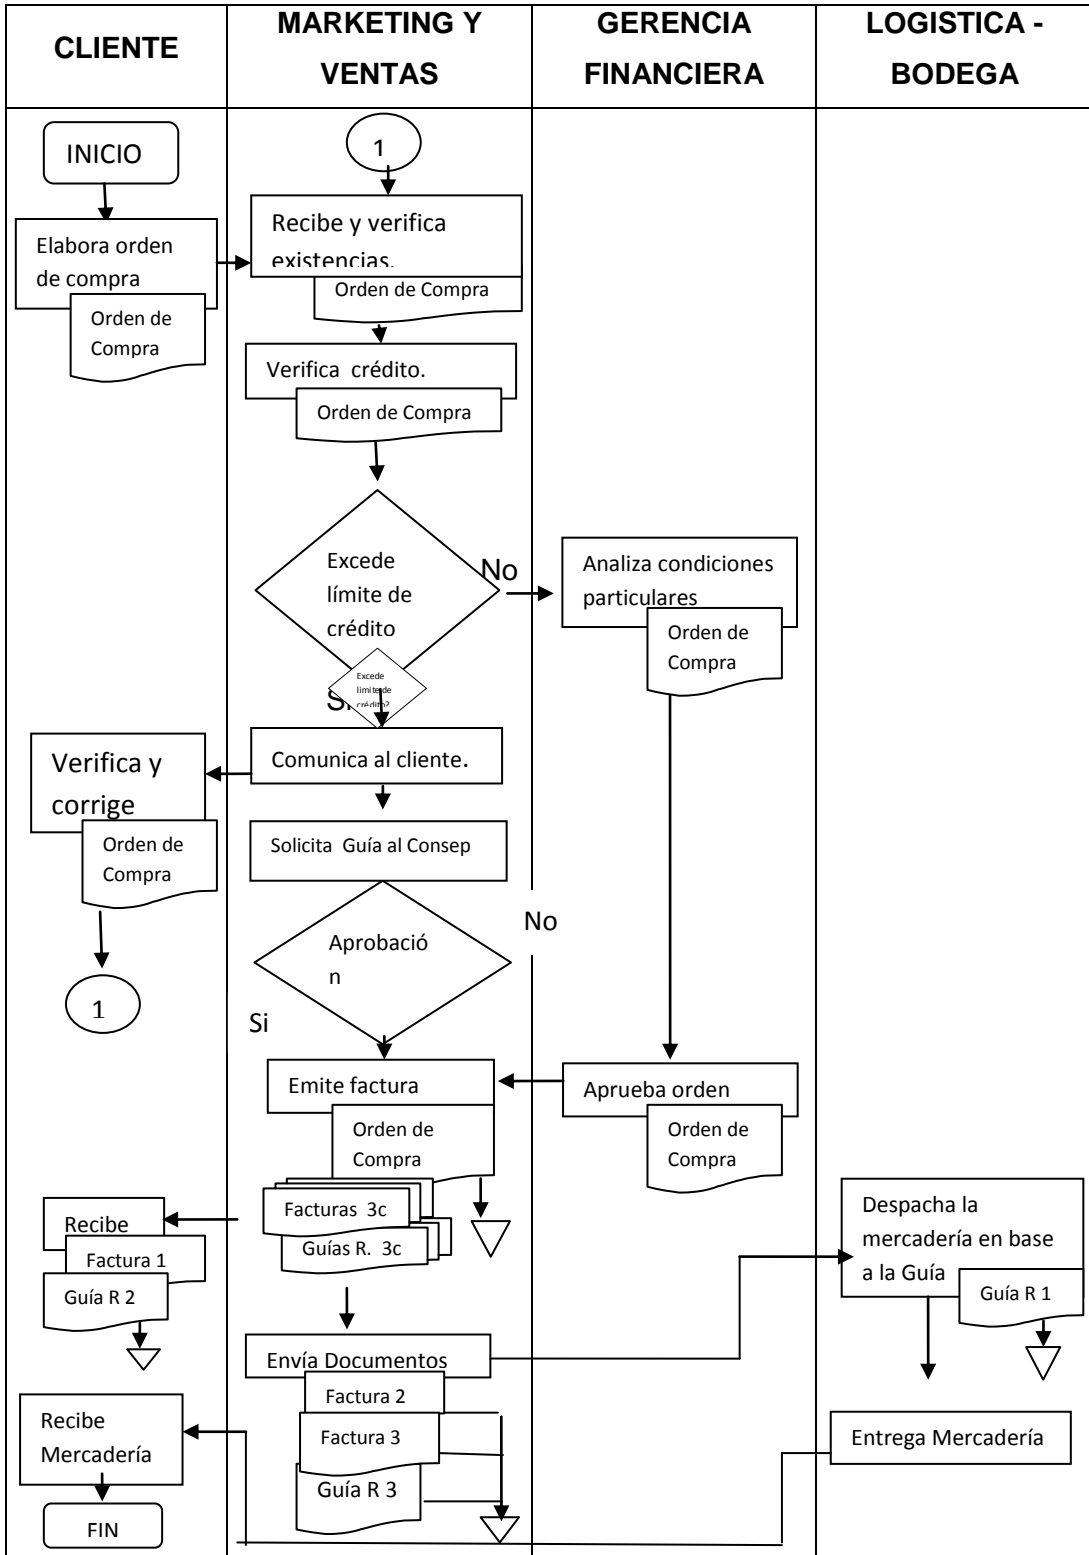 CLIENTE
MARKETING Y
VENTAS
GERENCIA
FINANCIERA
LOGISTICA -
BODEGA
INICIO
1
Elabora orden
de compra
Orden de
Compra
Recibe y verifica
existencias.
Orden de Compra
Verifica crédito.
Orden de Compra
Excede
límite de
crédito
No
Analiza condiciones
particulares
Orden de
Compra
Excede
limite de
crédito?
Si
Comunica al cliente.
Verifica y
corrige
Orden de
Compra
1
Solicita Guía al Consep
Aprobació
n
No
Si
Emite factura
Orden de
Compra
Aprueba orden
Orden de
Compra
Facturas 3c
Guías R. 3c
Recibe
Factura 1
Guía R 2
Despacha la
mercadería en base
a la Guía
Guía R 1
Envía Documentos
Factura 2
Factura 3
Guía R 3
Recibe
Mercadería
Entrega Mercadería
FIN